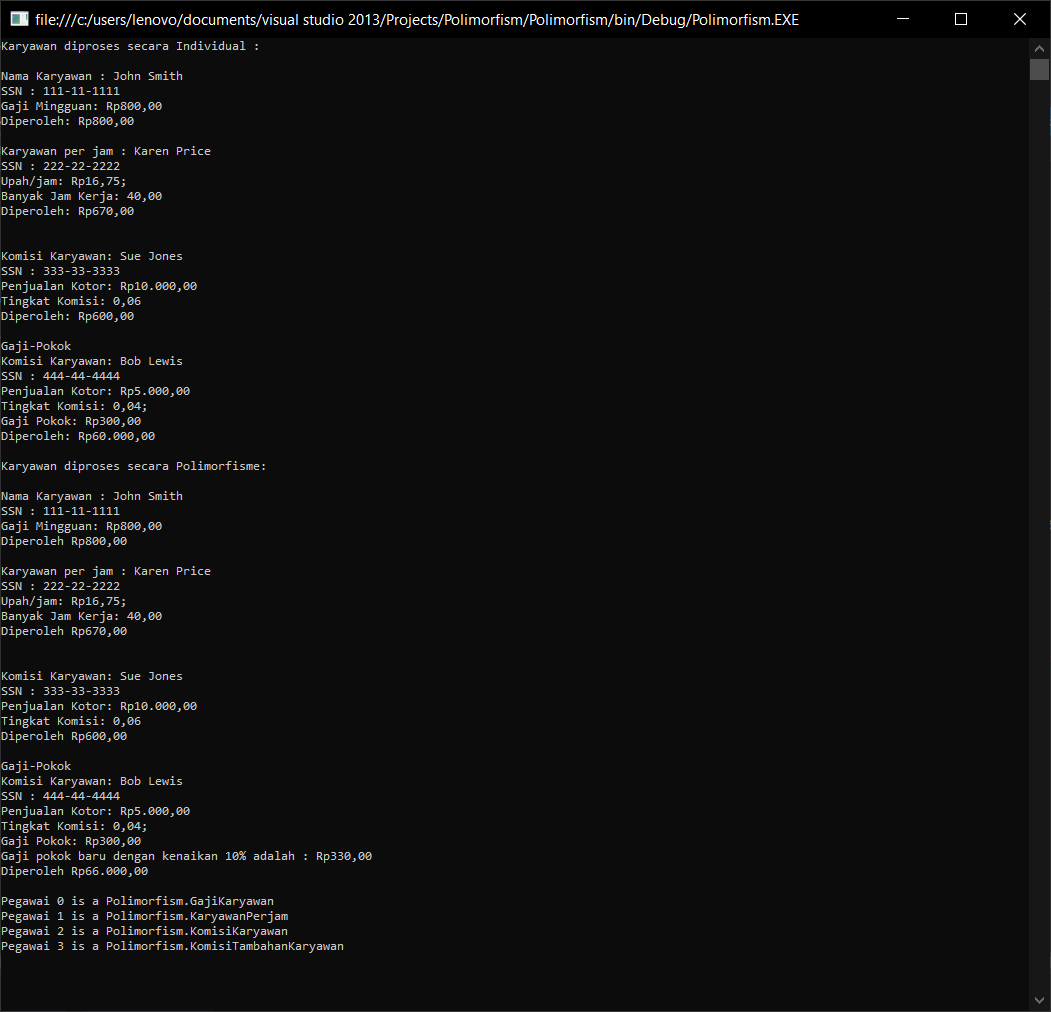 file:///c:/users/lenovo/documents/visual studio 2013/Projects/Polimorfism/Polimorfism/bin/Debug/Polimorfism.EXE
Karyawan diproses secara Individual :
Nama Karyawan : John Smith
SSN : 111-11-1111
Gaji Mingguan: Rp800,00
Diperoleh: Rp800,00
Karyawan per jam : Karen Price
SSN : 222-22-2222
Upah/jam: Rp16,75;
Banyak Jam Kerja: 40,00
Diperoleh: Rp670,00
Komisi Karyawan: Sue Jones
SSN : 333-33-3333
Penjualan Kotor: Rp10.000,00
Tingkat Komisi: 0,06
Diperoleh: Rp600,00
Gaji-Pokok
Komisi Karyawan: Bob Lewis
SSN : 444-44-4444
Penjualan Kotor: Rp5.000,00
Tingkat Komisi: 0,04;
Gaji Pokok: Rp300,00
Diperoleh: Rp60.000,00
Karyawan diproses secara Polimorfisme:
Nama Karyawan : John Smith
SSN : 111-11-1111
Gaji Mingguan: Rp800,00
Diperoleh Rp800,00
Karyawan per jam : Karen Price
SSN : 222-22-2222
Upah/jam: Rp16,75;
Banyak Jam Kerja: 40,00
Diperoleh Rp670,00
Komisi Karyawan: Sue Jones
SSN : 333-33-3333
Penjualan Kotor: Rp10.000,00
Tingkat Komisi: 0,06
Diperoleh Rp600,00
Gaji-Pokok
Komisi Karyawan: Bob Lewis
SSN : 444-44-4444
Penjualan Kotor: Rp5.000,00
Tingkat Komisi: 0,04;
Gaji Pokok: Rp300,00
Gaji pokok baru dengan kenaikan 10% adalah : Rp330,00
Diperoleh Rp66.000,00
Pegawai 0 is a Polimorfism.GajiKaryawan
Pegawai 1 is a Polimorfism.KaryawanPerjam
Pegawai 2 is a Polimorfism.KomisiKaryawan
Pegawai 3 is a Polimorfism.KomisiTambahanKaryawan